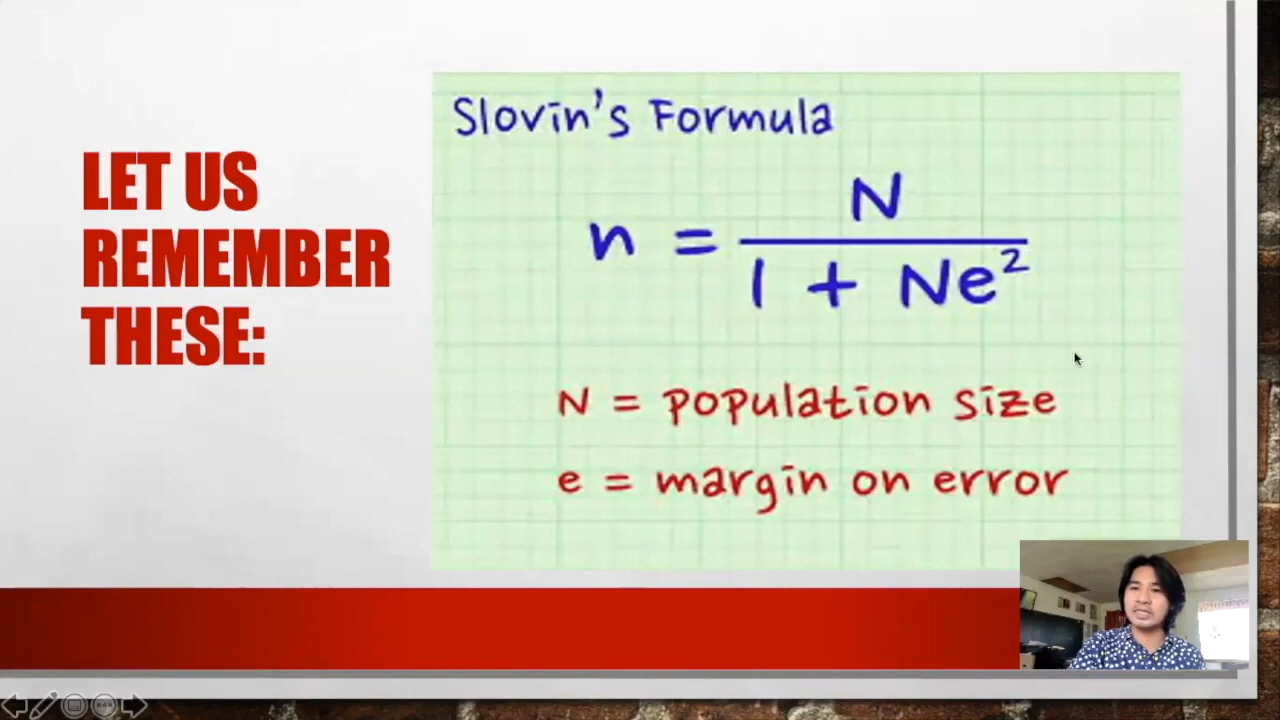 LET US
REMEMBER
THESE:
Slovin's Formula
n = N / 1 + Ne²
N = population size
e = margin on error